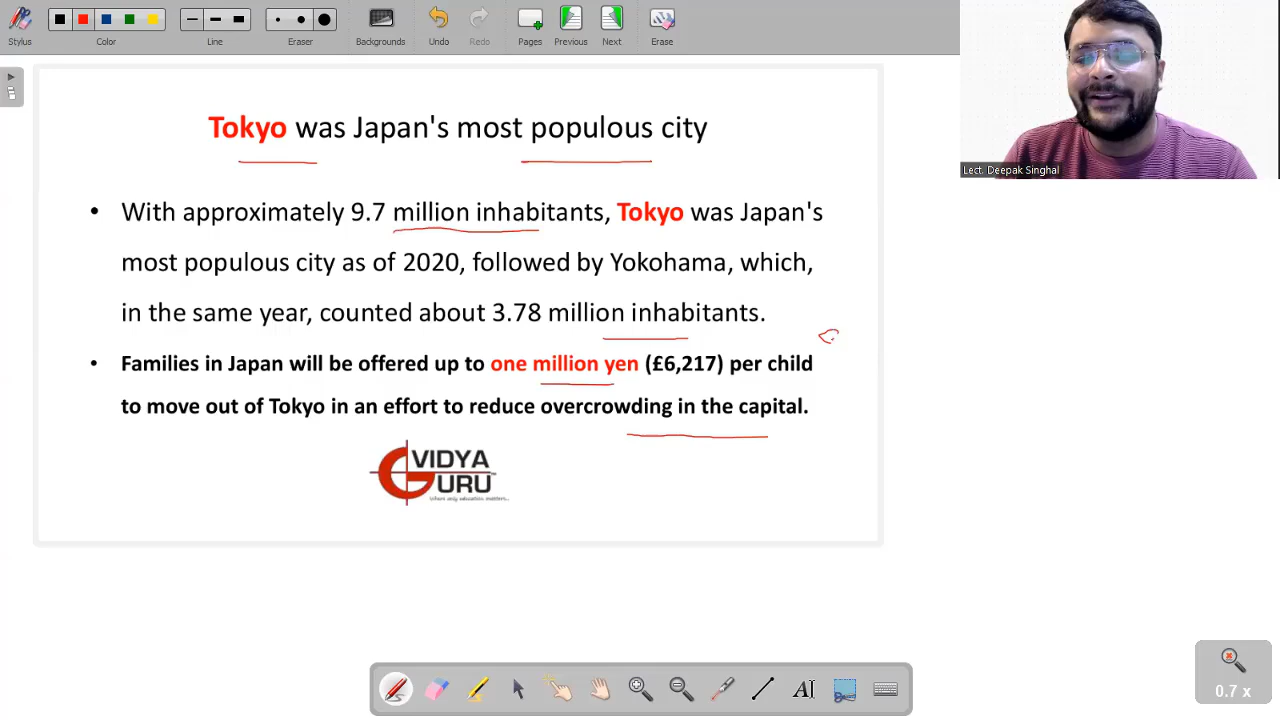 Stylus
Color
Line
Eraser
Backgrounds
Undo
Redo
Pages
Previous
Next
Erase
Lect. Deepak Singhal
Tokyo was Japan's most populous city
• With approximately 9.7 million inhabitants, Tokyo was Japan's
most populous city as of 2020, followed by Yokohama, which,
in the same year, counted about 3.78 million inhabitants.
• Families in Japan will be offered up to one million yen (£6,217) per child
to move out of Tokyo in an effort to reduce overcrowding in the capital.
VIDYA
GURU
Where only education matters...
0.7 x